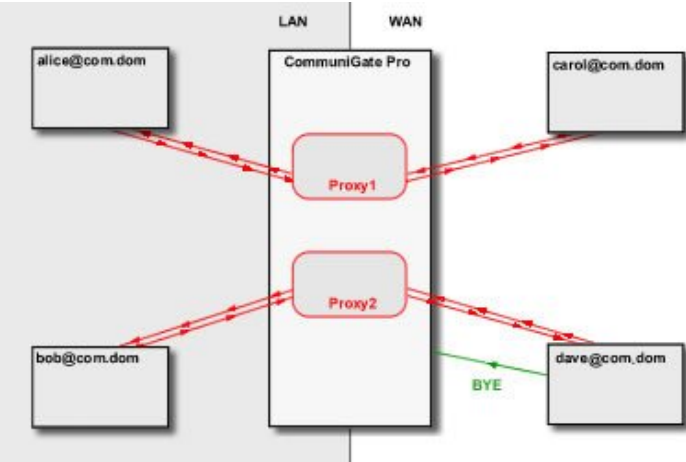 LAN WAN
alice@com.dom
CommuniGate Pro
carol@com.dom
Proxy1
Proxy2
bob@com.dom
dave@com,dom
BYE